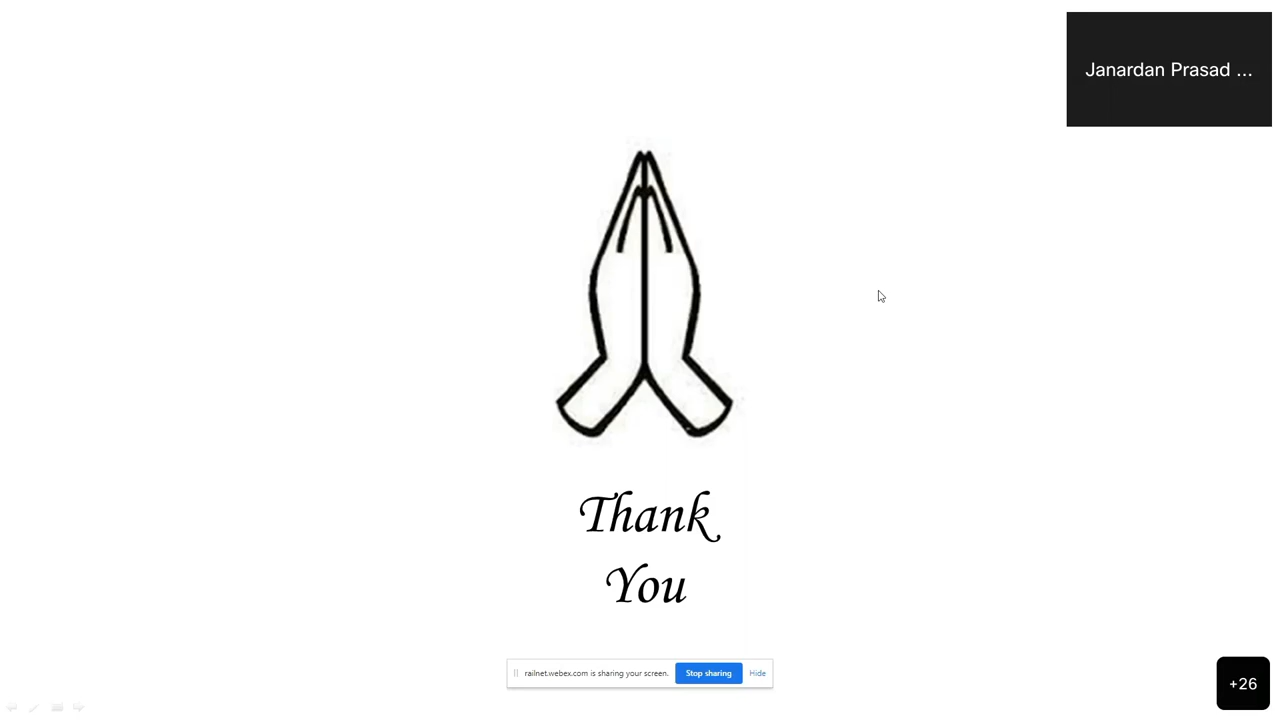 Janardan Prasad ...
Thank
You
railnet.webex.com is sharing your screen.
Stop sharing
Hide
+26